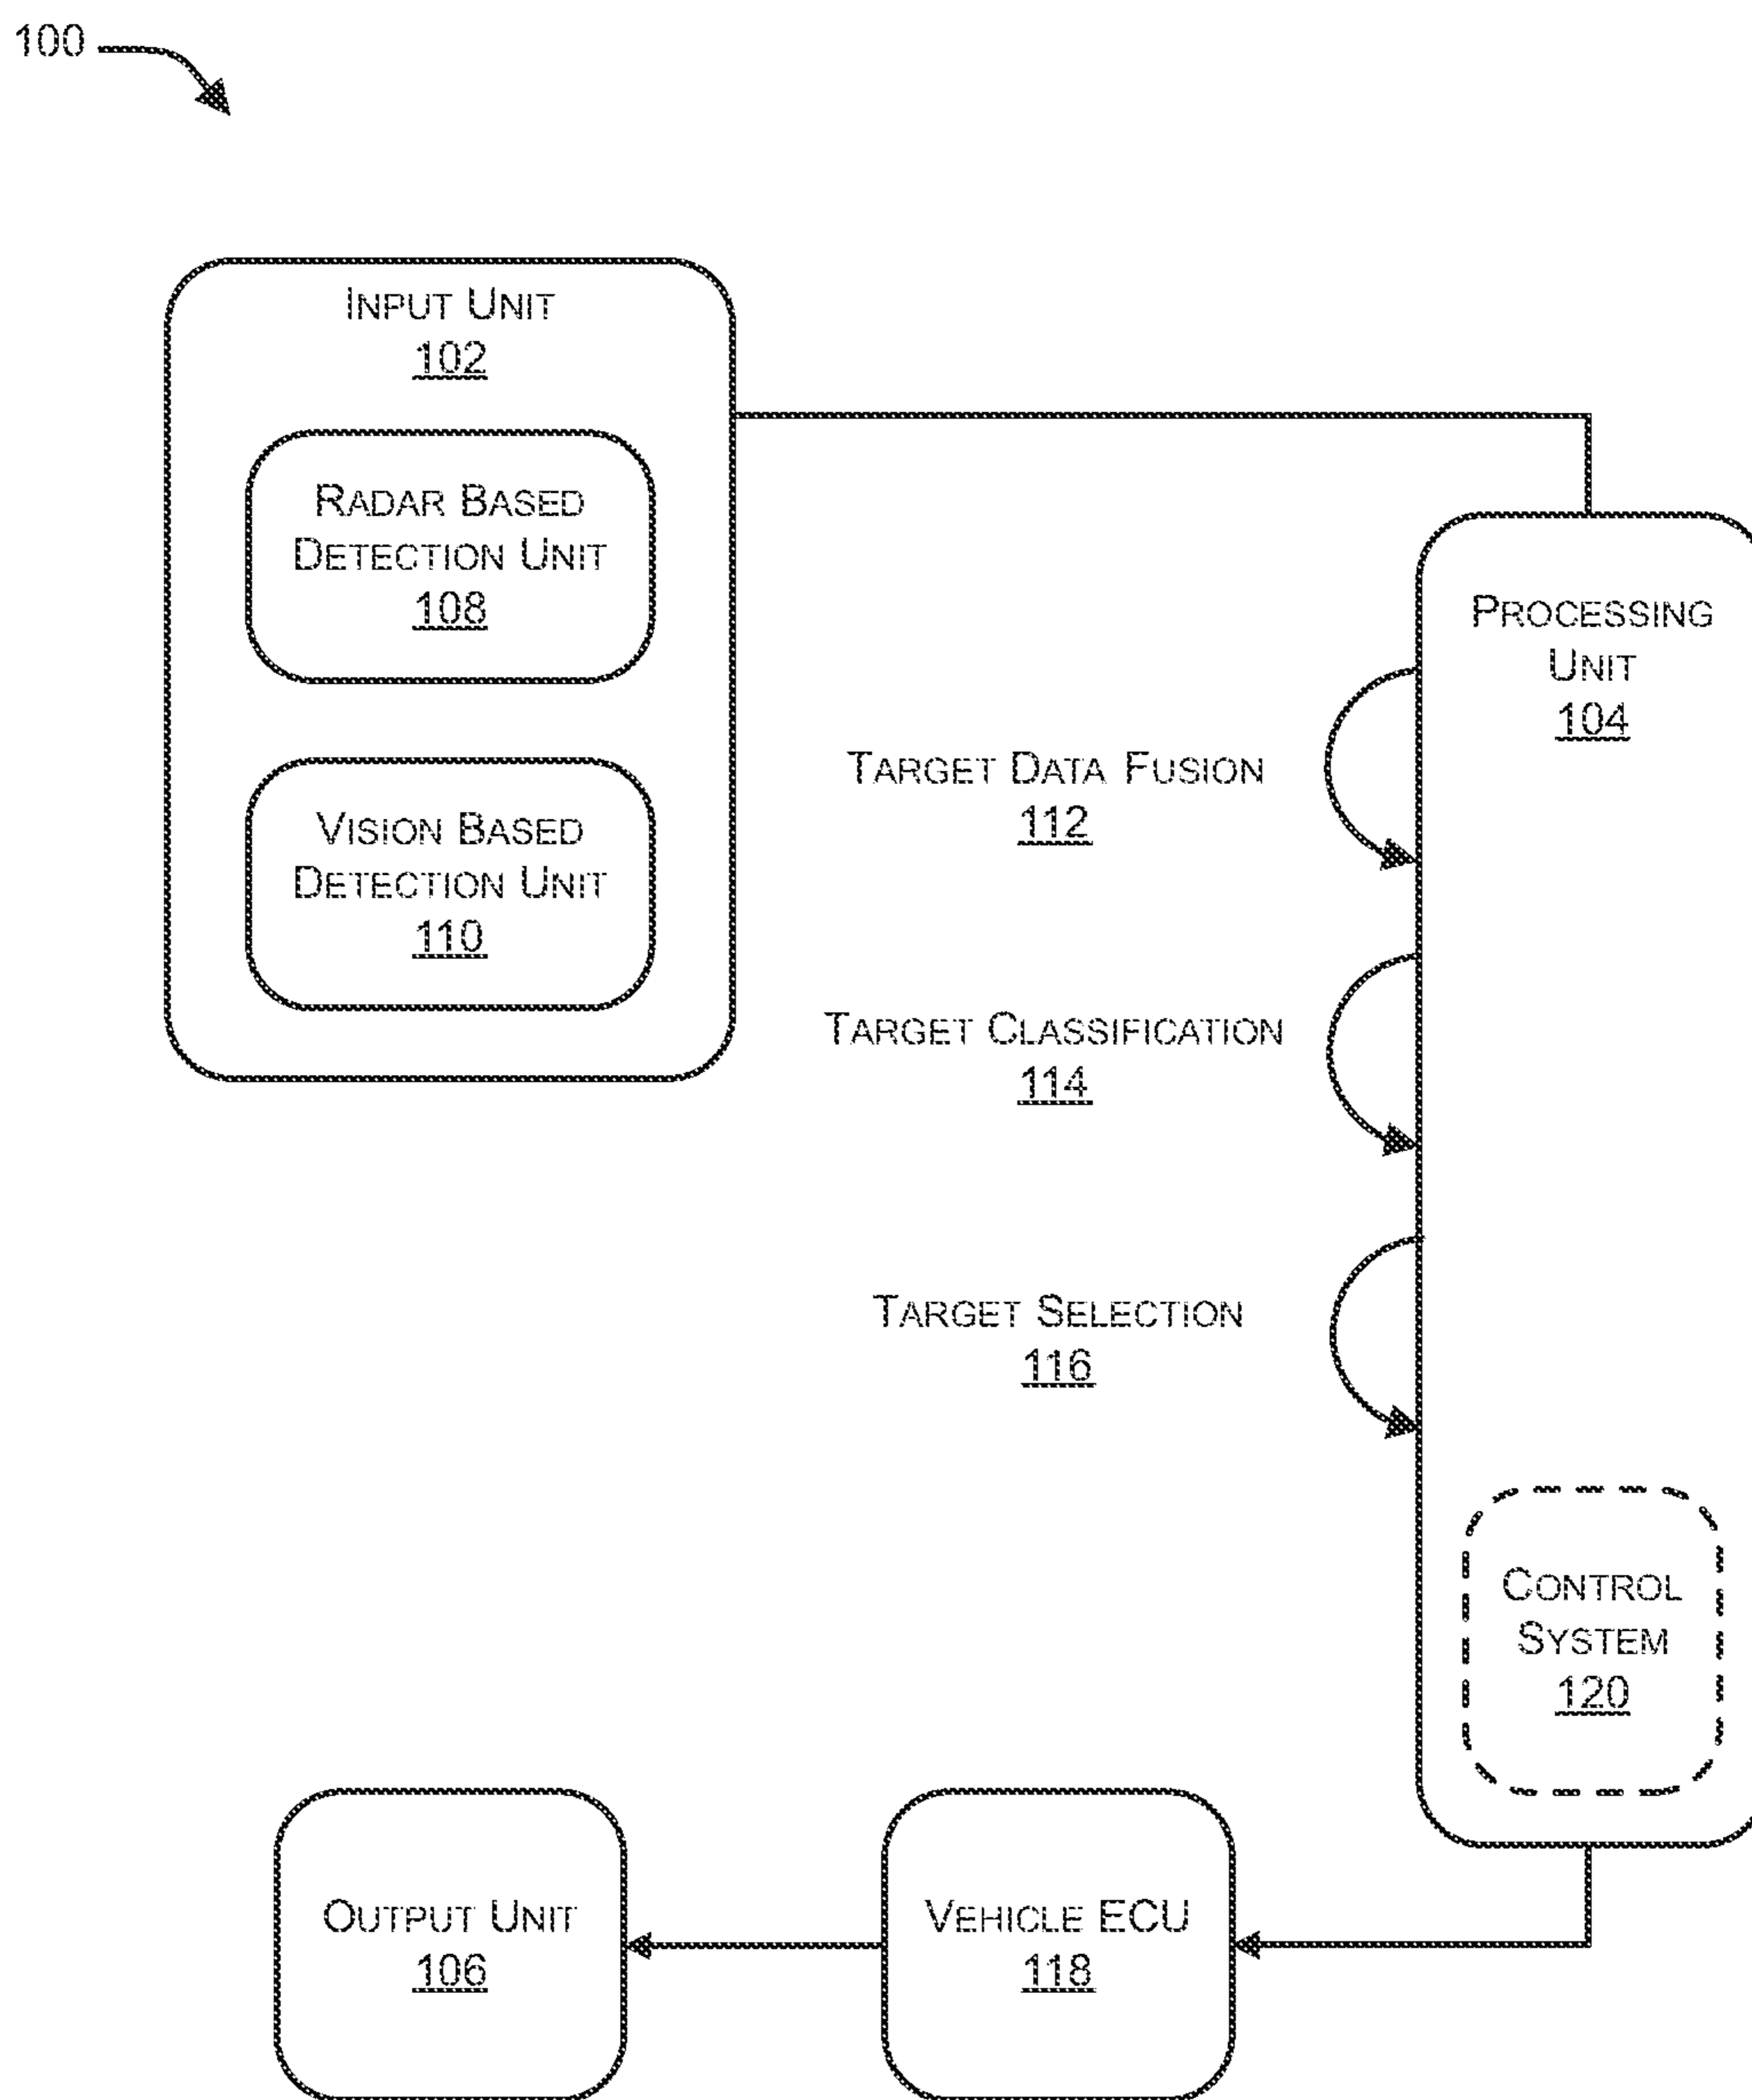 100
INPUT UNIT
102
RADAR BASED
DETECTION UNIT
108
VISION BASED
DETECTION UNIT
110
PROCESSING
UNIT
104
TARGET DATA FUSION
112
TARGET CLASSIFICATION
114
TARGET SELECTION
116
CONTROL
SYSTEM
120
OUTPUT UNIT
106
VEHICLE ECU
118